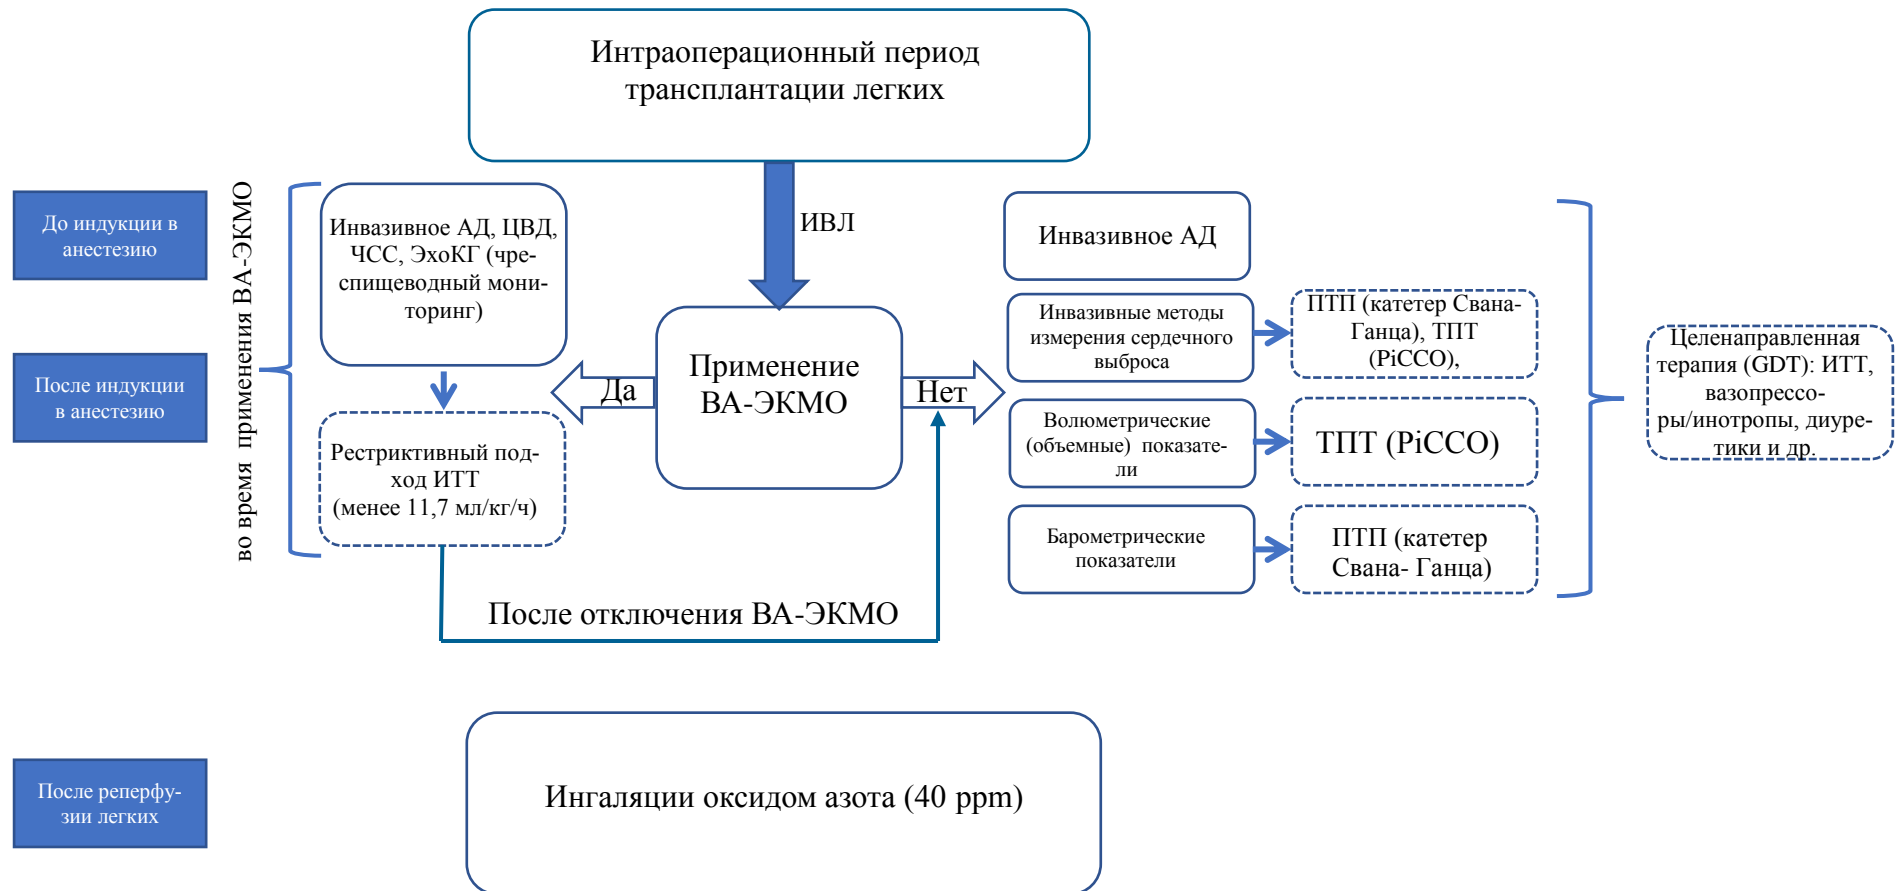 Интраоперационный период
трансплантации легких
До индукции в
анестезию
После индукции
в анестезию
во время применения ВА-ЭКМО
Инвазивное АД, ЦВД,
ЧСС, ЭхоКГ (чре-
спищеводный мони-
торинг)
Рестриктивный под-
ход ИТТ
(менее 11,7 мл/кг/ч)
ИВЛ
Применение
ВА-ЭКМО
Да
Нет
Инвазивное АД
Инвазивные методы
измерения сердечного
выброса
ПТП (катетер Свана-
Ганца), ТПТ
(PiCCO),
Волюметрические
(объемные) показате-
ли
ТПТ (PiCCO)
Барометрические
показатели
ПТП (катетер
Свана- Ганца)
Целенаправленная
терапия (GDT): ИТТ,
вазопрессо-
ры/инотропы, диуре-
тики и др.
После отключения ВА-ЭКМО
После реперфу-
зии легких
Ингаляции оксидом азота (40 ppm)